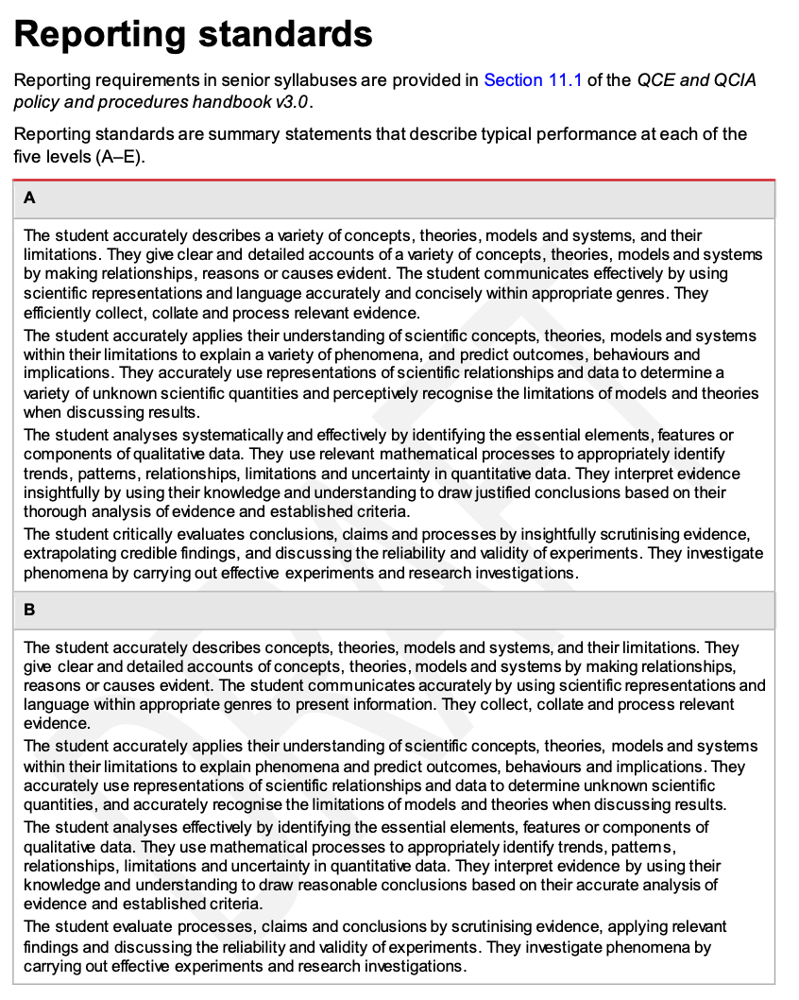 Reporting standards
Reporting requirements in senior syllabuses are provided in Section 11.1 of the QCE and QCIA
policy and procedures handbook v3.0.
Reporting standards are summary statements that describe typical performance at each of the
five levels (A–E).
A
The student accurately describes a variety of concepts, theories, models and systems, and their
limitations. They give clear and detailed accounts of a variety of concepts, theories, models and systems
by making relationships, reasons or causes evident. The student communicates effectively by using
scientific representations and language accurately and concisely within appropriate genres. They
efficiently collect, collate and process relevant evidence.
The student accurately applies their understanding of scientific concepts, theories, models and systems
within their limitations to explain a variety of phenomena, and predict outcomes, behaviours and
implications. They accurately use representations of scientific relationships and data to determine a
variety of unknown scientific quantities and perceptively recognise the limitations of models and theories
when discussing results.
The student analyses systematically and effectively by identifying the essential elements, features or
components of qualitative data. They use relevant mathematical processes to appropriately identify
trends, patterns, relationships, limitations and uncertainty in quantitative data. They interpret evidence
insightfully by using their knowledge and understanding to draw justified conclusions based on their
thorough analysis of evidence and established criteria.
The student critically evaluates conclusions, claims and processes by insightfully scrutinising evidence,
extrapolating credible findings, and discussing the reliability and validity of experiments. They investigate
phenomena by carrying out effective experiments and research investigations.
B
The student accurately describes concepts, theories, models and systems, and their limitations. They
give clear and detailed accounts of concepts, theories, models and systems by making relationships,
reasons or causes evident. The student communicates accurately by using scientific representations and
language within appropriate genres to present information. They collect, collate and process relevant
evidence.
The student accurately applies their understanding of scientific concepts, theories, models and systems
within their limitations to explain phenomena and predict outcomes, behaviours and implications. They
accurately use representations of scientific relationships and data to determine unknown scientific
quantities, and accurately recognise the limitations of models and theories when discussing results.
The student analyses effectively by identifying the essential elements, features or components of
qualitative data. They use mathematical processes to appropriately identify trends, patterns,
relationships, limitations and uncertainty in quantitative data. They interpret evidence by using their
knowledge and understanding to draw reasonable conclusions based on their accurate analysis of
evidence and established criteria.
The student evaluate processes, claims and conclusions by scrutinising evidence, applying relevant
findings and discussing the reliability and validity of experiments. They investigate phenomena by
carrying out effective experiments and research investigations.
DRAFT